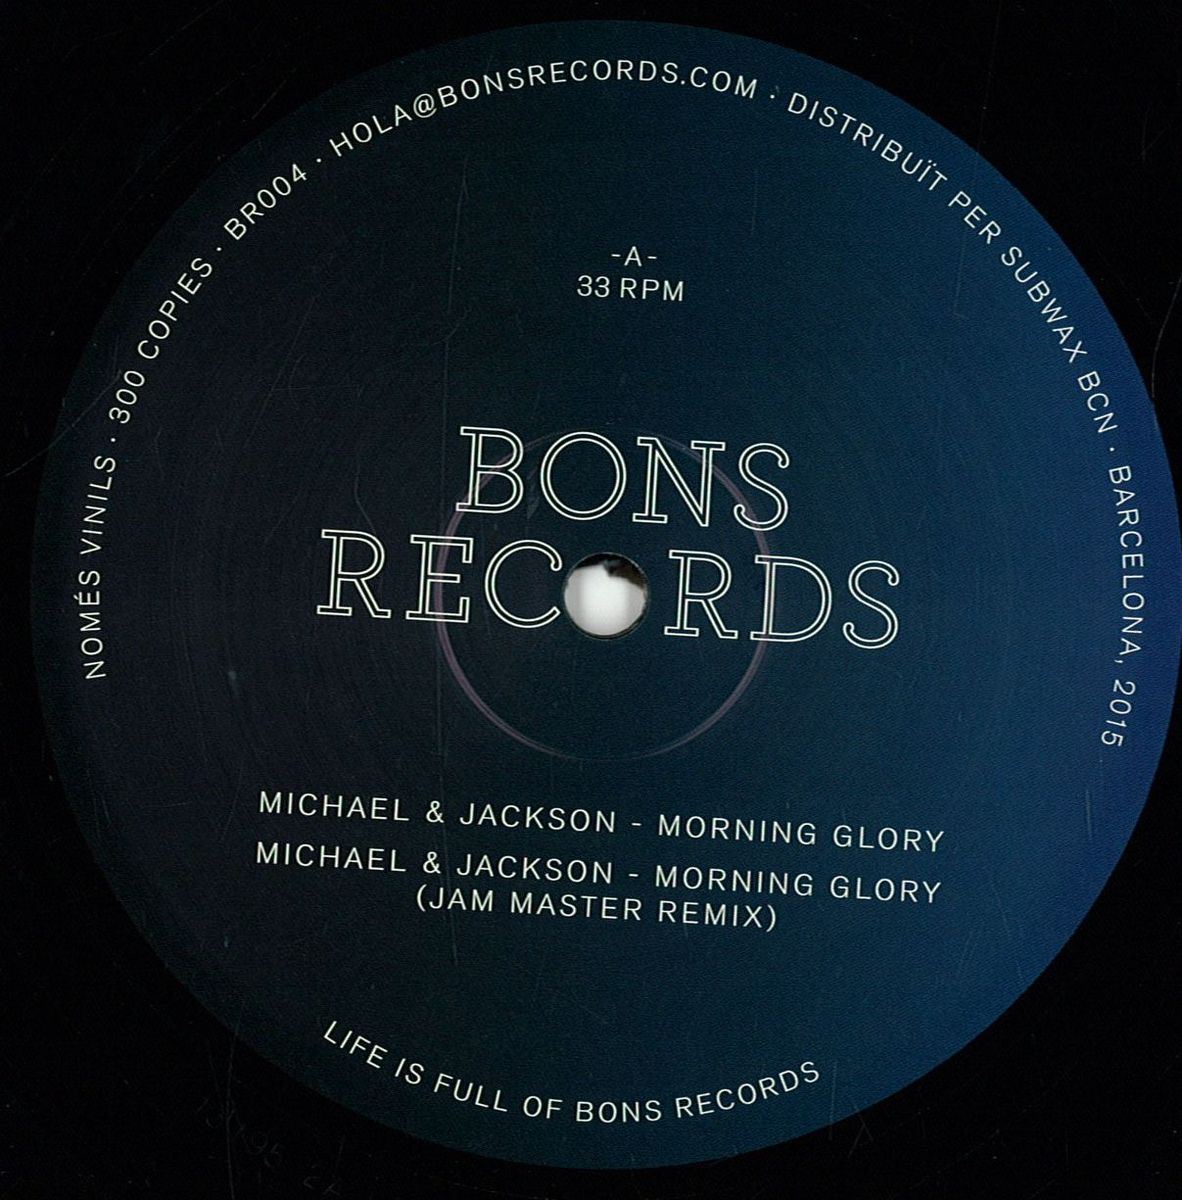 NOMÉS VINILS · 300 COPIES · BR004 · HOLA@BONSRECORDS.COM · DISTRIBUÏT PER SUBWAX BCN · BARCELONA, 2015
-A-
33 RPM
BONS
RECORDS
MICHAEL & JACKSON - MORNING GLORY
MICHAEL & JACKSON - MORNING GLORY
(JAM MASTER REMIX)
LIFE IS FULL OF BONS RECORDS